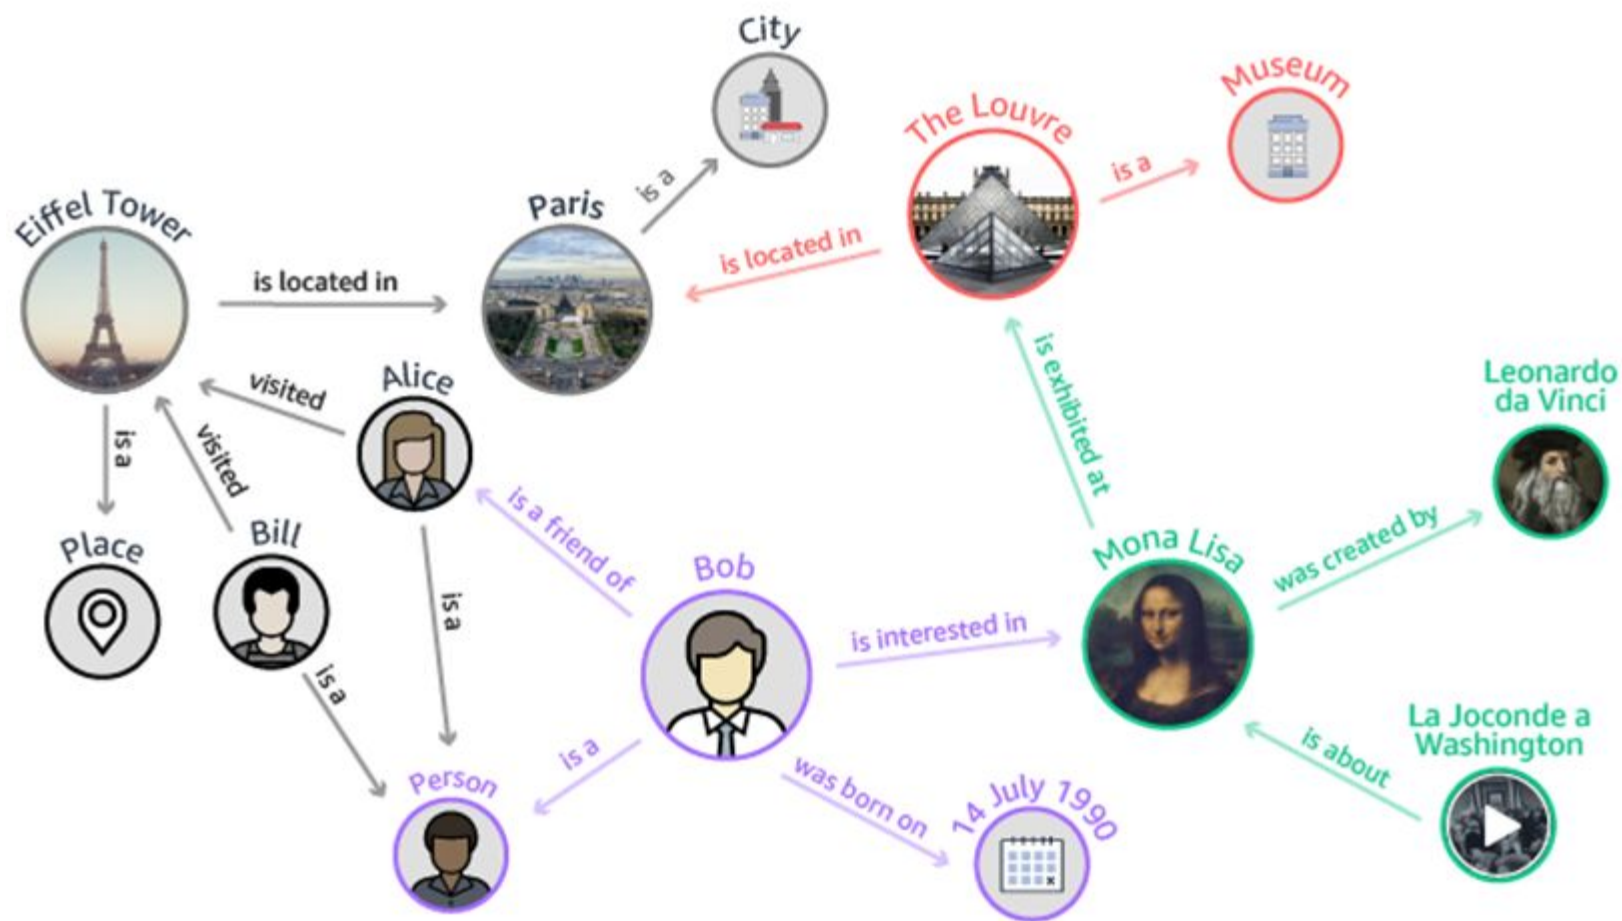 City
Museum
The Louvre
is a
is a
Paris
Eiffel Tower
is located in
is located in
Alice
visited
is exhibited at
Leonardo
da Vinci
is a
visited
Place
Bill
is a friend of
Bob
Mona Lisa
was created by
is a
is interested in
is a
La Joconde a
Washington
is about
Person
is a
was born on
14 July 1990